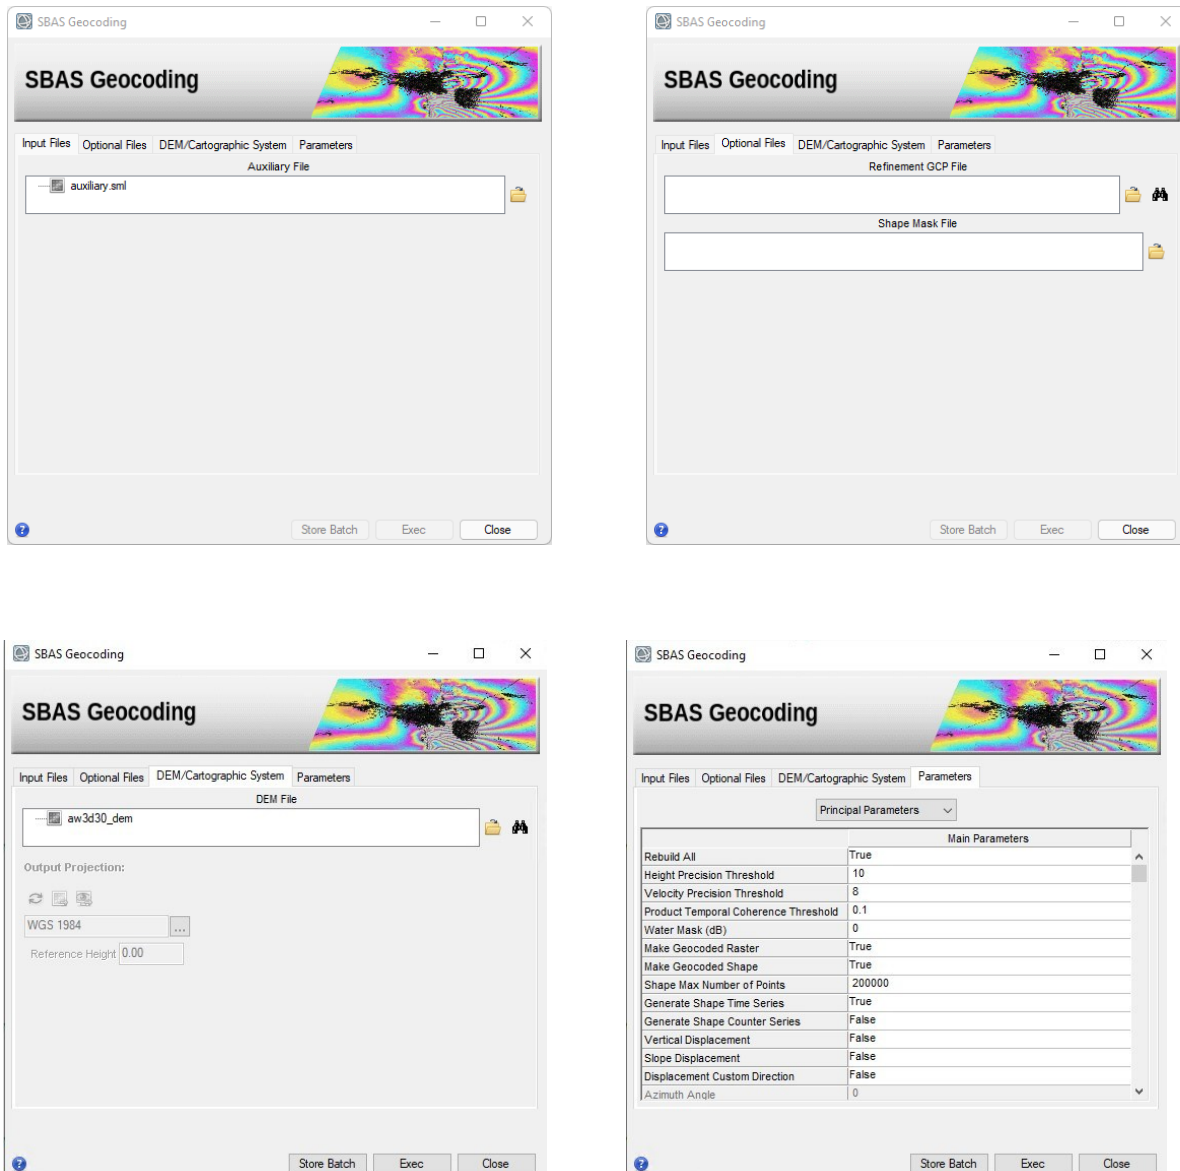 SBAS Geocoding
SBAS Geocoding
Input Files Optional Files DEM/Cartographic System Parameters
Auxiliary File
auxiliary.sml
Store Batch Exec Close
SBAS Geocoding
SBAS Geocoding
Input Files Optional Files DEM/Cartographic System Parameters
Refinement GCP File
Shape Mask File
Store Batch Exec Close
SBAS Geocoding
SBAS Geocoding
Input Files Optional Files DEM/Cartographic System Parameters
DEM File
aw3d30_dem
Output Projection:
WGS 1984 ...
Reference Height 0.00
Store Batch Exec Close
SBAS Geocoding
SBAS Geocoding
Input Files Optional Files DEM/Cartographic System Parameters
Principal Parameters
Main Parameters
Rebuild All True
Height Precision Threshold 10
Velocity Precision Threshold 8
Product Temporal Coherence Threshold 0.1
Water Mask (dB) 0
Make Geocoded Raster True
Make Geocoded Shape True
Shape Max Number of Points 200000
Generate Shape Time Series True
Generate Shape Counter Series False
Vertical Displacement False
Slope Displacement False
Displacement Custom Direction False
Azimuth Angle 0
Store Batch Exec Close